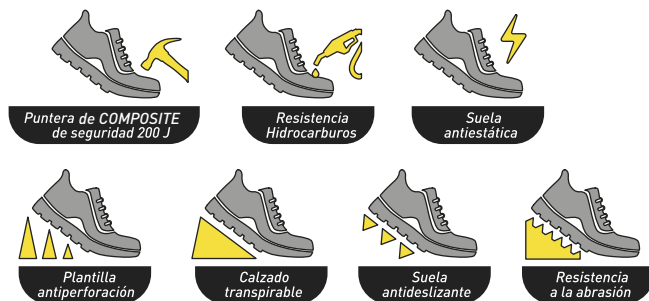 Puntera de COMPOSITE
de seguridad 200 J
Resistencia
Hidrocarburos
Suela
antiestática
Plantilla
antiperforación
Calzado
transpirable
Suela
antideslizante
Resistencia
a la abrasión